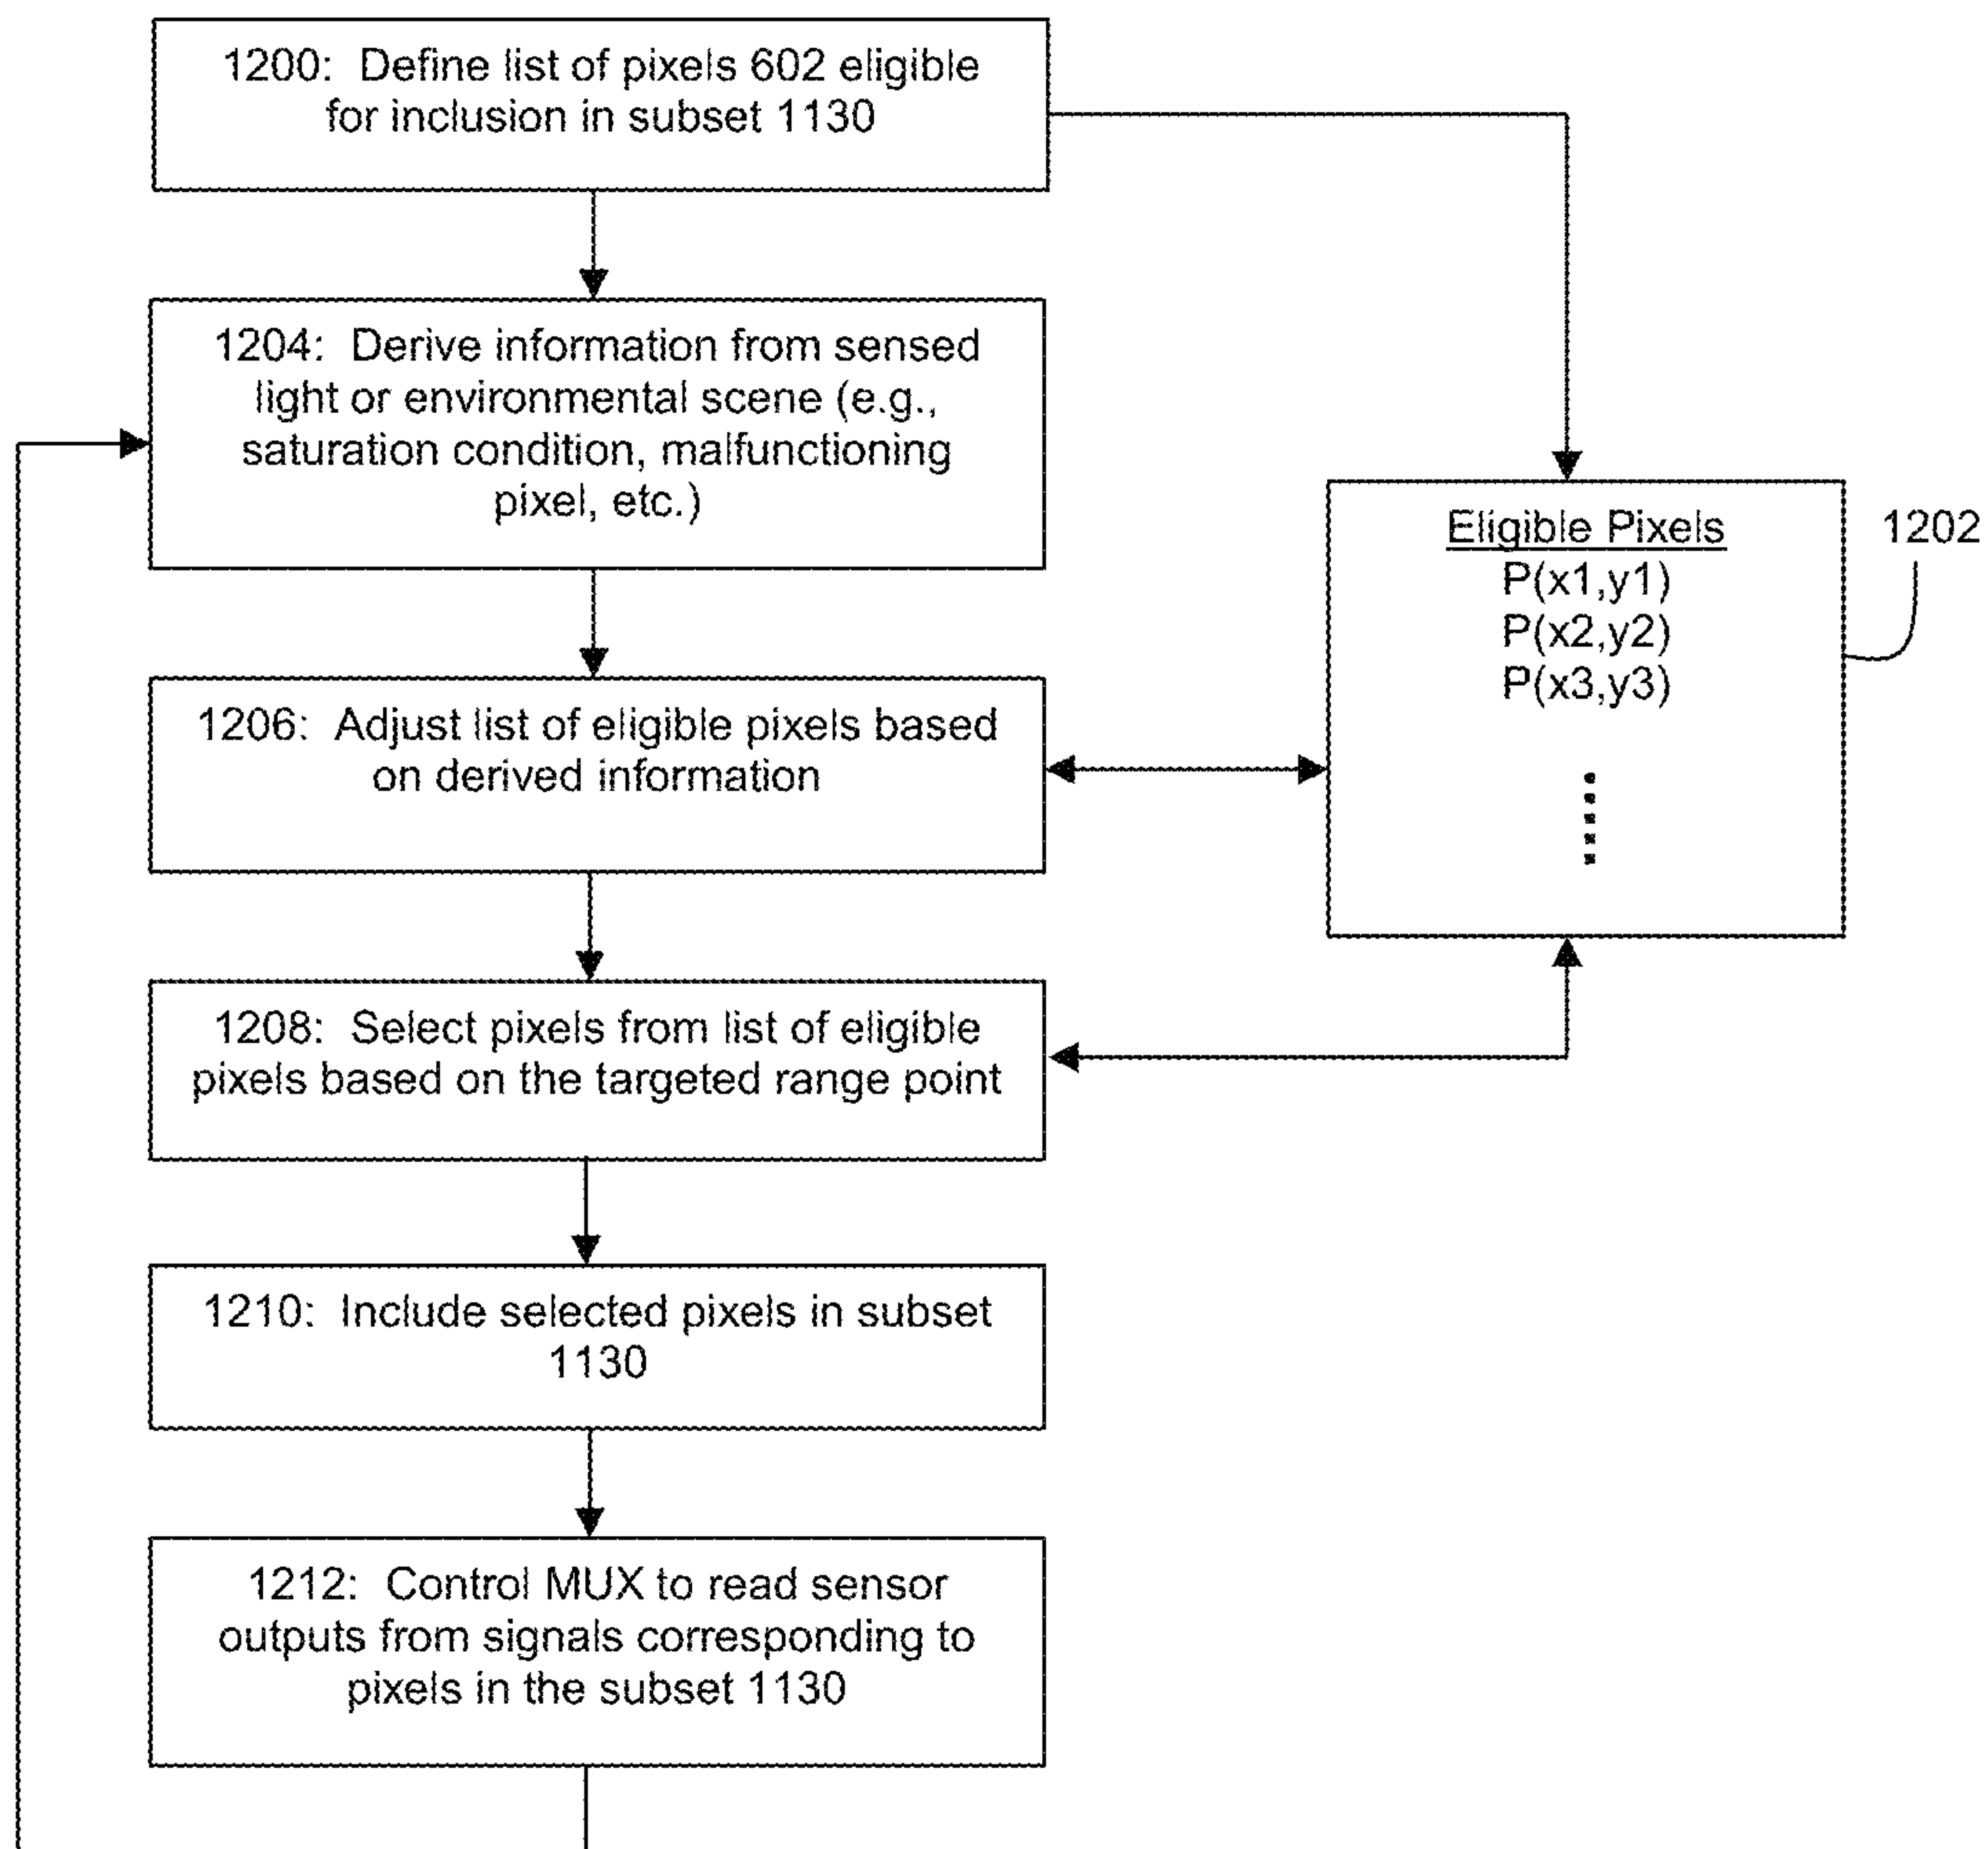 1200: Define list of pixels 602 eligible
for inclusion in subset 1130
1204: Derive information from sensed
light or environmental scene (e.g.,
saturation condition, malfunctioning
pixel, etc.)
Eligible Pixels
P(x1,y1)
P(x2,y2)
P(x3,y3)
1202
1206: Adjust list of eligible pixels based
on derived information
1208: Select pixels from list of eligible
pixels based on the targeted range point
1210: Include selected pixels in subset
1130
1212: Control MUX to read sensor
outputs from signals corresponding to
pixels in the subset 1130